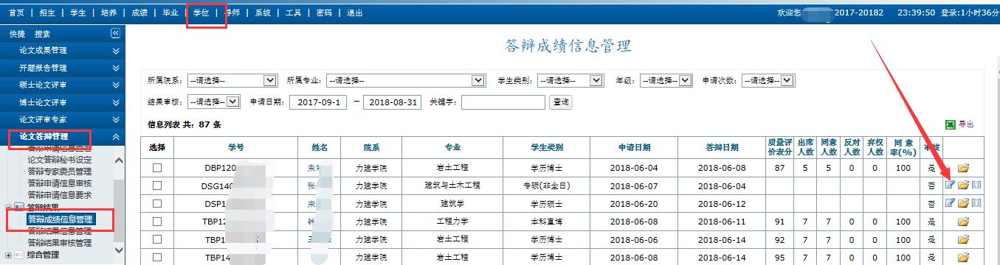 首页 | 招生 | 学生 | 培养 | 成绩 | 毕业 | 学位 | 导师 | 系统 | 工具 | 密码 | 退出 欢迎您 2017-20182 23:39:50 登录:1小时36分
快捷 搜索
论文成果管理
开题报告管理
硕士论文评审
博士论文评审
论文评审专家
论文答辩管理
答辩申请信息查看
论文答辩秘书设定
答辩专家委员管理
答辩申请信息审核
答辩申请信息要求
答辩结果
答辩成绩信息管理
答辩结果信息管理
答辩结果审核管理
综合管理
答辩成绩信息管理
所属院系: --请选择-- 所属专业: --请选择-- 学生类别: --请选择-- 年级: --请选择-- 申请次数: --请选择--
结果审核: --请选择-- 申请日期: 2017-09-1 — 2018-08-31 关键字: 查询
信息列表 共: 87 条 导出
选择 学号 姓名 院系 专业 学生类别 申请日期 答辩日期 质量评价表分 出席人数 同意人数 反对人数 弃权人数 同 意率(%) 审核
DBP120 朱 力建学院 岩土工程 学历博士 2018-06-04 2018-06-08 87 5 5 0 0 100 是
DSG140 张 力建学院 建筑与土木工程 专硕(非全日) 2018-06-07 2018-06-04 否
DSP1 朱 力建学院 建筑学 学历硕士 2018-06-20 2018-06-12 否
TBP12 力建学院 工程力学 本科直博 2018-06-08 2018-06-11 91 7 7 0 0 100 是
TBP1 力建学院 岩土工程 学历博士 2018-06-06 2018-06-14 92 7 7 0 0 100 是
TBP14 力建学院 岩土工程 学历博士 2018-06-08 2018-06-14 95 7 7 0 0 100 是